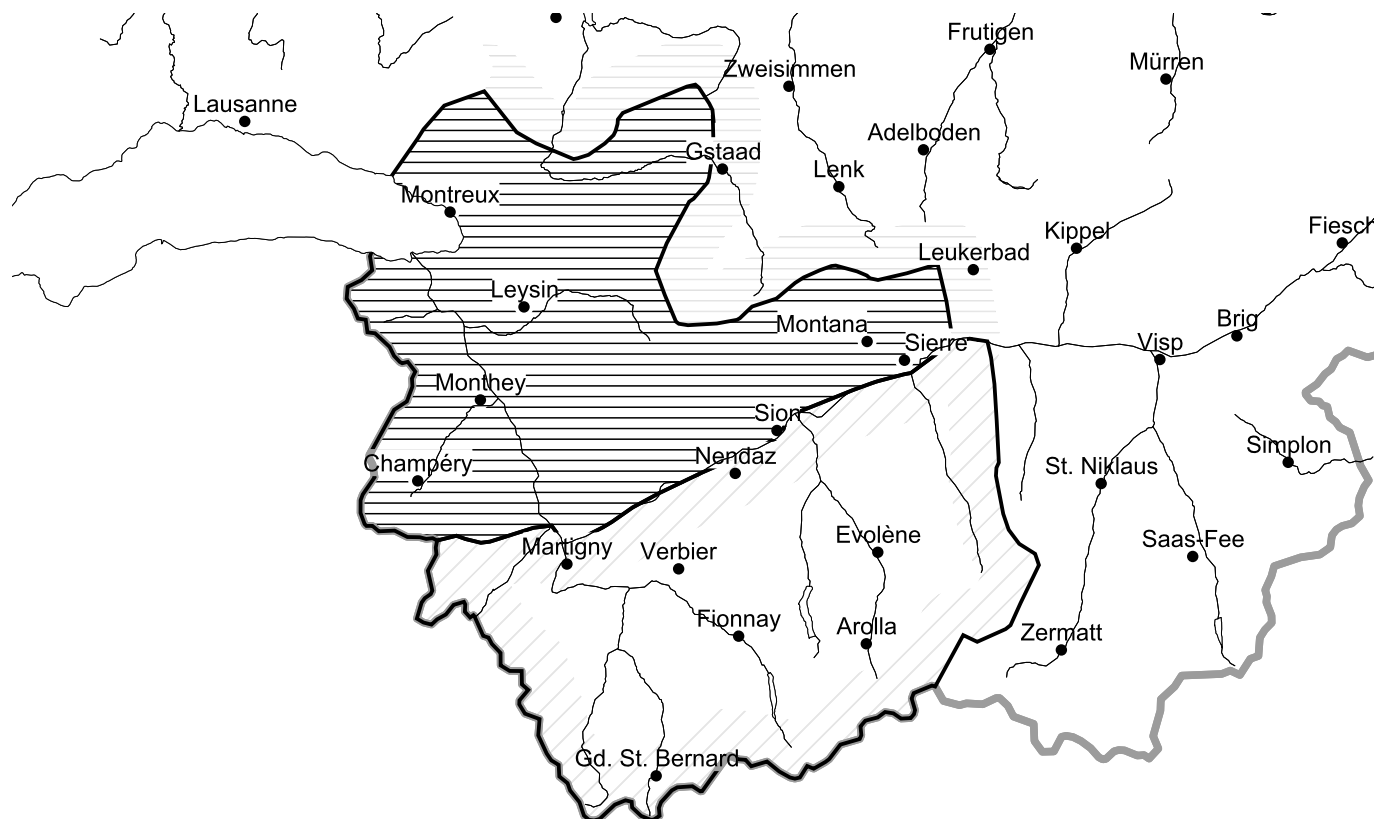 Frutigen
Zweisimmen
Mürren
Lausanne
Adelboden
Gstaad
Lenk
Montreux
Kippel
Fiesch
Leukerbad
Leysin
Montana
Sierre
Visp
Brig
Monthey
Sion
Simplon
Champéry
Nendaz
St. Niklaus
Martigny
Verbier
Evolène
Saas-Fee
Fionnay
Arolla
Zermatt
Gd. St. Bernard